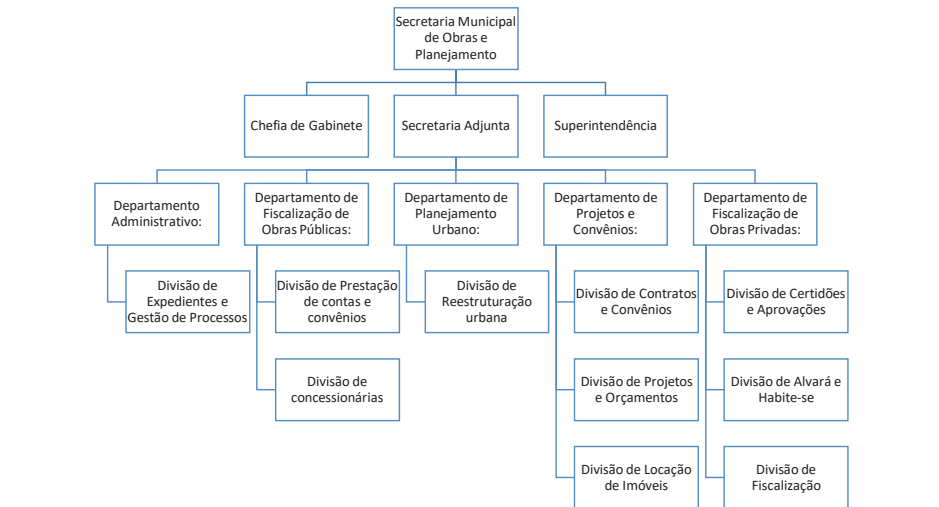 Secretaria Municipal
de Obras e
Planejamento
Chefia de Gabinete
Secretaria Adjunta
Superintendência
Departamento
Administrativo:
Departamento de
Fiscalização de
Obras Públicas:
Departamento de
Planejamento
Urbano:
Departamento de
Projetos e
Convênios:
Departamento de
Fiscalização de
Obras Privadas:
Divisão de
Expedientes e
Gestão de Processos
Divisão de Prestação
de contas e
convênios
Divisão de
Reestruturação
urbana
Divisão de Contratos
e Convênios
Divisão de Certidões
e Aprovações
Divisão de
concessionárias
Divisão de Projetos
e Orçamentos
Divisão de Alvará e
Habite-se
Divisão de Locação
de Imóveis
Divisão de
Fiscalização